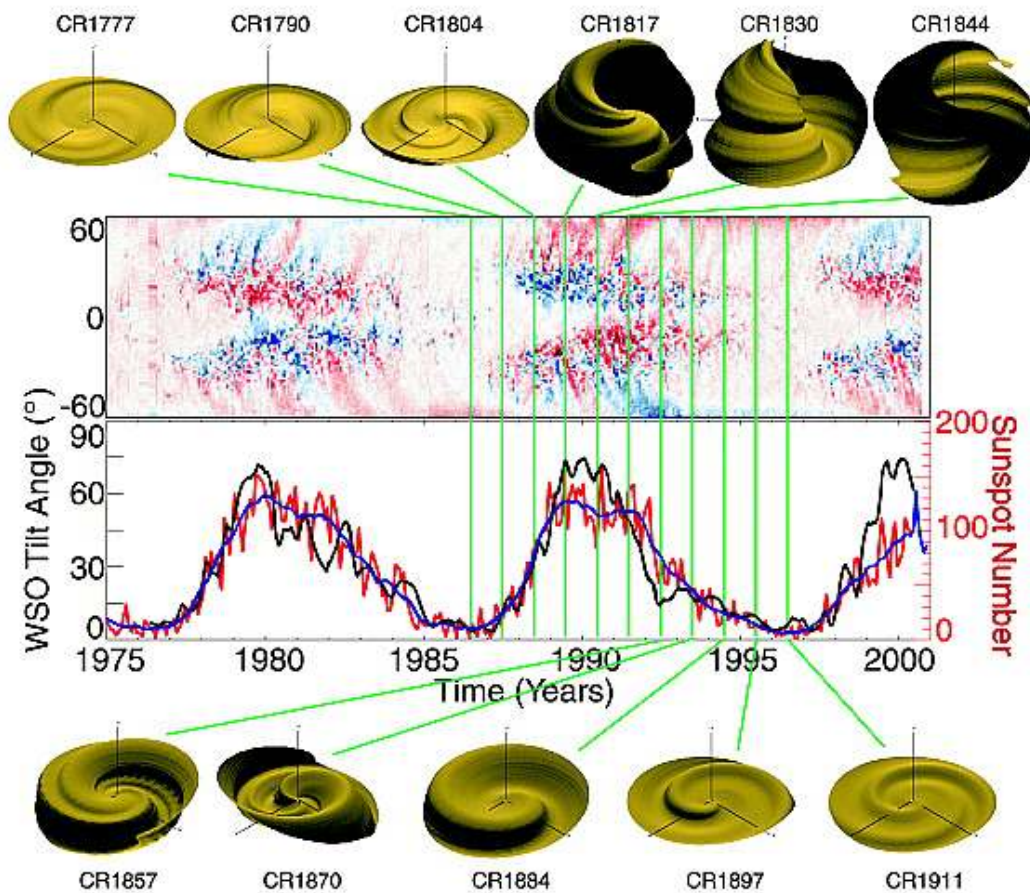 CR1777 CR1790 CR1804 CR1817 CR1830 CR1844
60
0
-60
WSO Tilt Angle (°)
90
60
30
0
200
100
0
Sunspot Number
1975 1980 1985 1990 1995 2000
Time (Years)
CR1857 CR1870 CR1884 CR1897 CR1911